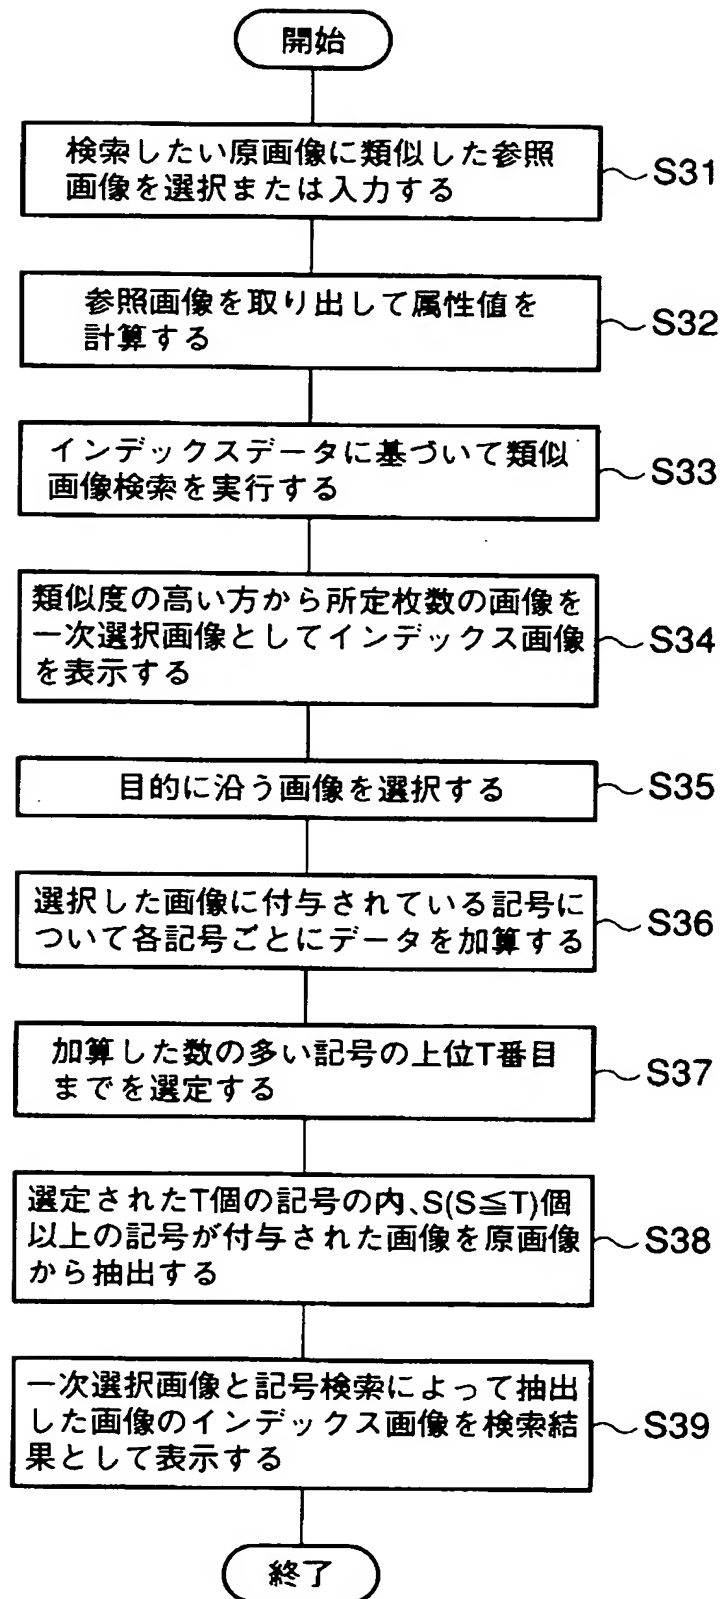 開始
検索したい原画像に類似した参照
画像を選択または入力する
S31
参照画像を取り出して属性値を
計算する
S32
インデックスデータに基づいて類似
画像検索を実行する
S33
類似度の高い方から所定枚数の画像を
一次選択画像としてインデックス画像
を表示する
S34
目的に沿う画像を選択する
S35
選択した画像に付与されている記号に
ついて各記号ごとにデータを加算する
S36
加算した数の多い記号の上位T番目
までを選定する
S37
選定されたT個の記号の内、S(S≦T)個
以上の記号が付与された画像を原画像
から抽出する
S38
一次選択画像と記号検索によって抽出
した画像のインデックス画像を検索結
果として表示する
S39
終了